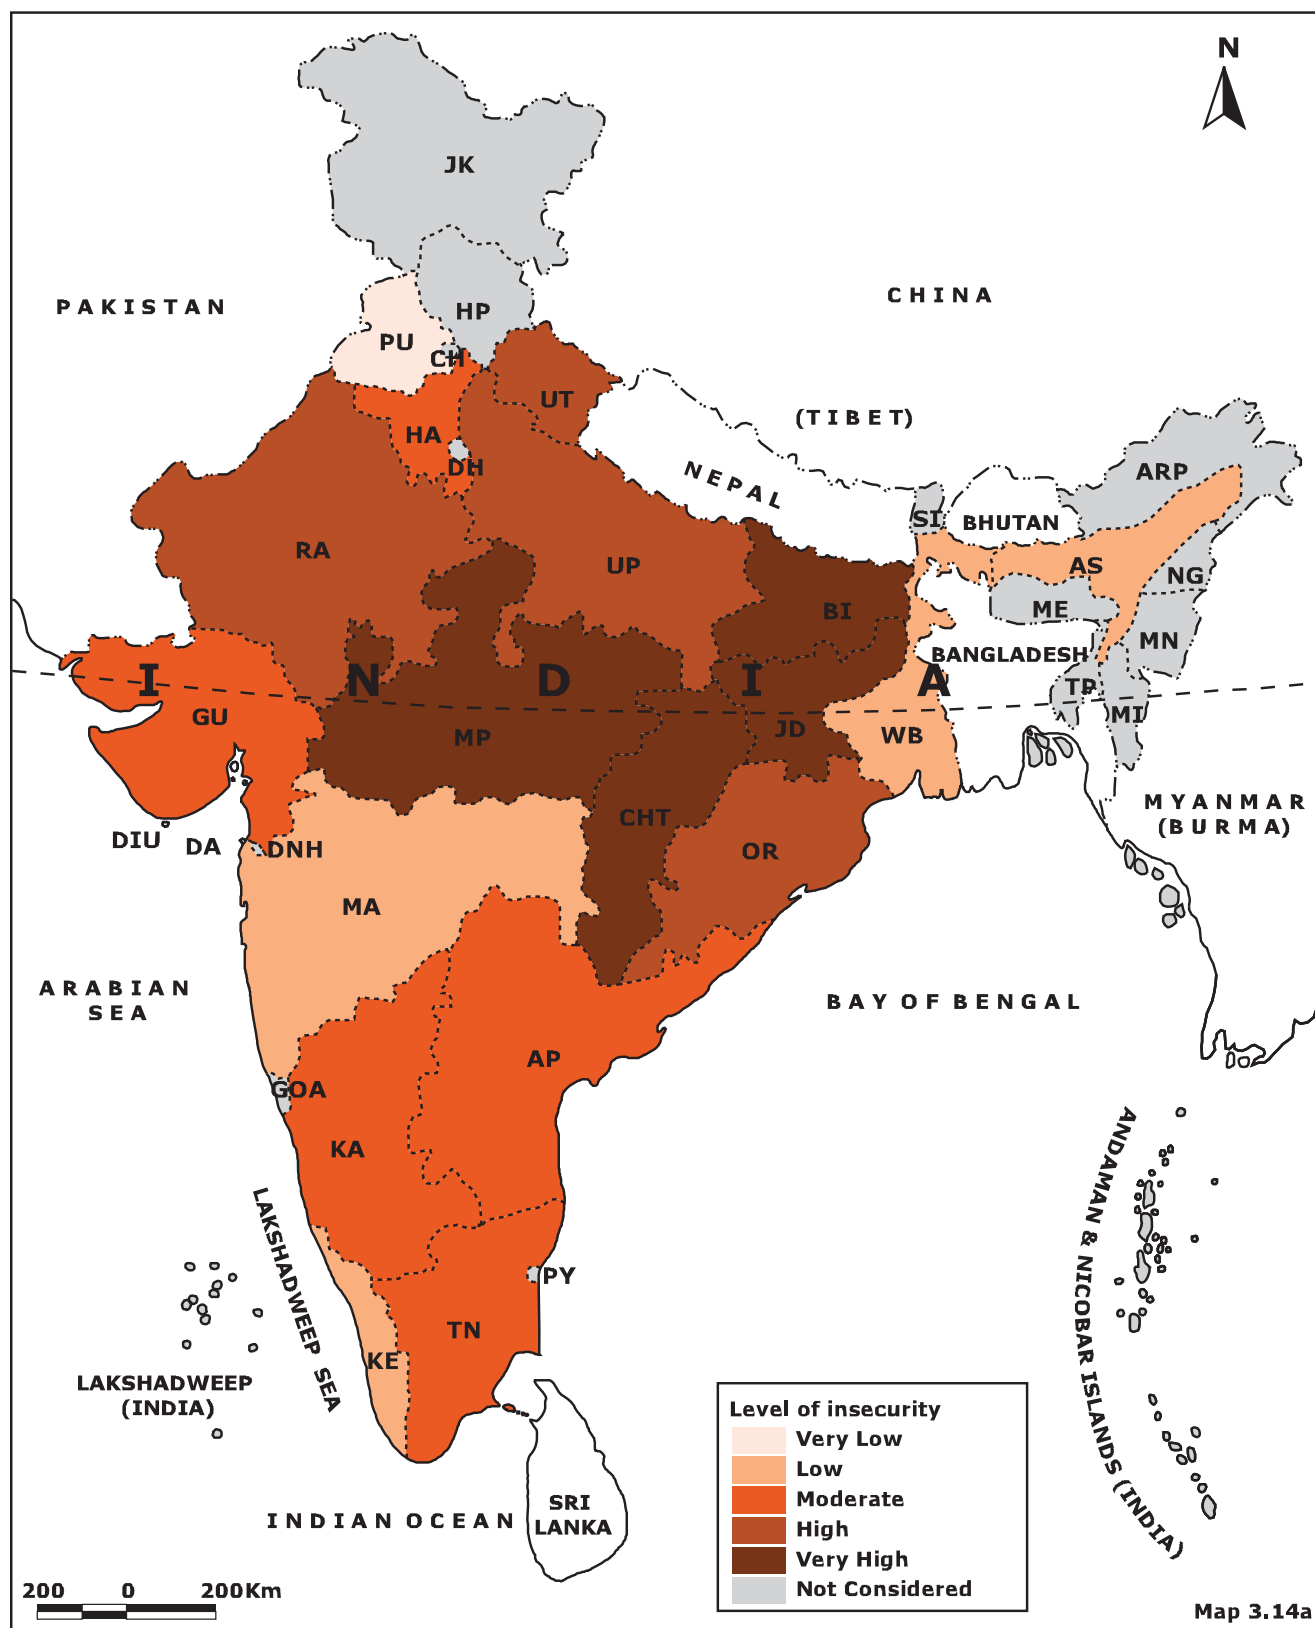 N
JK
PAKISTAN
HP
CHINA
PU
CH
UT
(TIBET)
HA
DH
NEPAL
ARP
SI
BHUTAN
RA
UP
AS
NG
BI
ME
MN
BANGLADESH
I N D I A
TP
GU
MP
JD
WB
MI
MYANMAR
(BURMA)
CHT
DIU
DA
DNH
OR
MA
ARABIAN
SEA
BAY OF BENGAL
AP
GOA
KA
ANDAMAN & NICOBAR ISLANDS (INDIA)
LAKSHADWEEP SEA
PY
TN
KE
LAKSHADWEEP
(INDIA)
Level of insecurity
Very Low
Low
Moderate
High
Very High
Not Considered
SRI
LANKA
INDIAN OCEAN
200 0 200Km
Map 3.14a